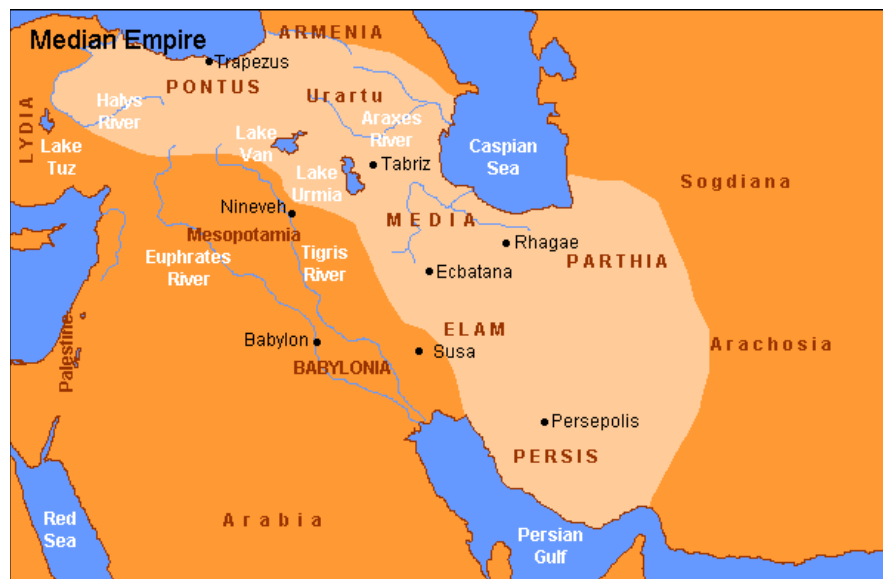 ARMENIA
Median Empire
Trapezus
PONTUS
Urartu
Halys
River
LYDIA
Araxes
River
Lake
Van
Lake
Tuz
Caspian
Sea
Tabriz
Lake
Urmia
Sogdiana
Nineveh
MEDIA
Mesopotamia
Rhagae
Euphrates
River
Tigris
River
PARTHIA
Ecbatana
ELAM
Babylon
Susa
Arachosia
Palestine
BABYLONIA
Persepolis
PERSIS
Red
Sea
Arabia
Persian
Gulf